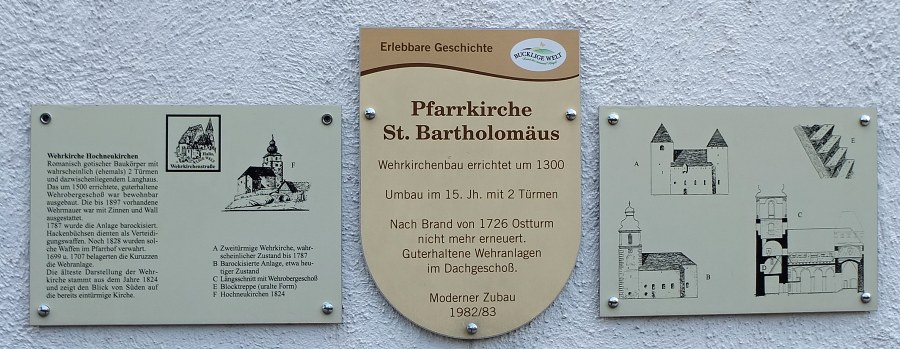 Wehrkirchenstraße
Wehrkirche Hochneukirchen
Romanisch gotischer Baukörper mit
wahrscheinlich (ehemals) 2 Türmen
und dazwischenliegendem Langhaus.
Das um 1500 errichtete, guterhaltene
Wehrobergeschoß war bewohnbar
ausgebaut. Die bis 1897 vorhandene
Wehrmauer war mit Zinnen und Wall
ausgestattet.
1787 wurde die Anlage barockisiert.
Hackenbüchsen dienten als Verteidi-
gungswaffen. Noch 1828 wurden sol-
che Waffen im Pfarrhof verwahrt.
1699 u. 1707 belagerten die Kuruzzen
die Wehranlage.
Die älteste Darstellung der Wehr-
kirche stammt aus dem Jahre 1824
und zeigt den Blick von Süden auf
die bereits eintürmige Kirche.
F
A Zweitürmige Wehrkirche, wahr-
scheinlicher Zustand bis 1787
B Barockisierte Anlage, etwa heu-
tiger Zustand
C Längsschnitt mit Wehrobergeschoß
E Blocktreppe (uralte Form)
F Hochneukirchen 1824
Erlebbare Geschichte
BUCKLIGE WELT
Pfarrkirche
St. Bartholomäus
Wehrkirchenbau errichtet um 1300
Umbau im 15. Jh. mit 2 Türmen
Nach Brand von 1726 Ostturm
nicht mehr erneuert.
Guterhaltene Wehranlagen
im Dachgeschoß.
Moderner Zubau
1982/83
A
E
C
B